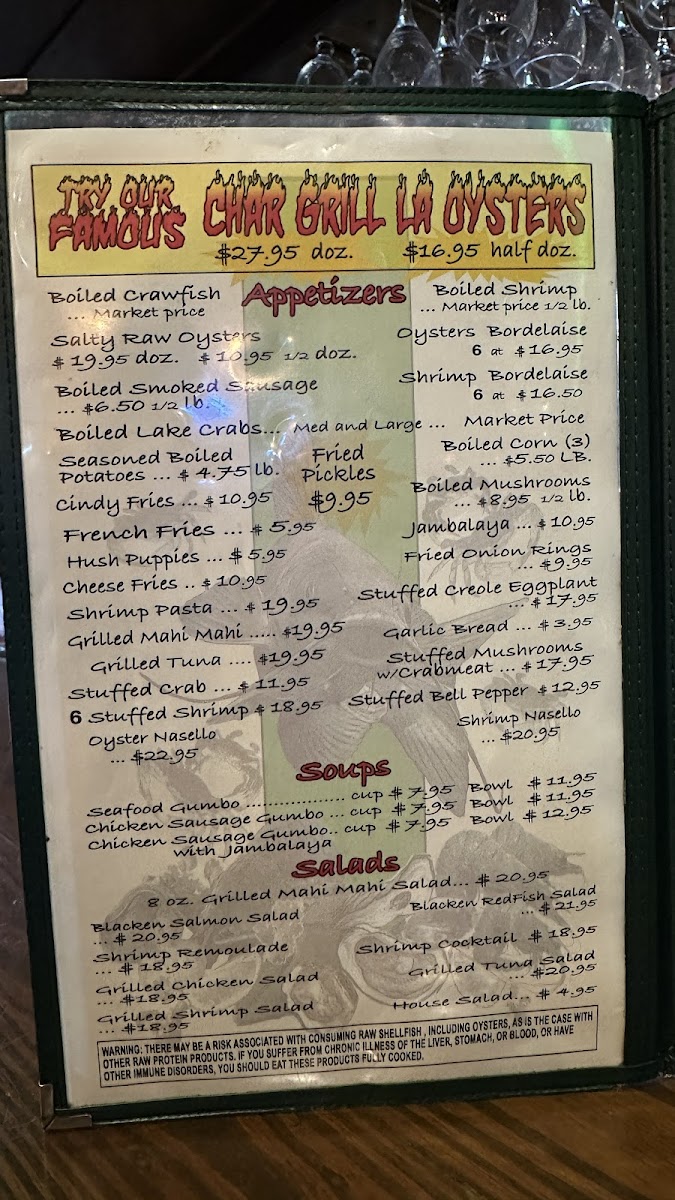 TRY OUR
FAMOUS
CHAR GRILL LA OYSTERS
$27.95 doz. $16.95 half doz.
Appetizers
Boiled Crawfish
... Market price
Salty Raw Oysters
$19.95 doz. $10.95 1/2 doz.
Boiled Smoked Sausage
... $6.50 1/2 lb.
Boiled Lake Crabs... Med and Large ... Market Price
Seasoned Boiled
Potatoes ... $4.75 lb.
Fried
Pickles
$9.95
Cindy Fries ... $10.95
French Fries ... $5.95
Hush Puppies ... $5.95
Cheese Fries .. $10.95
Shrimp Pasta ... $19.95
Grilled Mahi Mahi ..... $19.95
Grilled Tuna .... $19.95
Stuffed Crab ... $11.95
6 Stuffed Shrimp $18.95
Oyster Nasello
... $22.95
Boiled Shrimp
... Market price 1/2 lb.
Oysters Bordelaise
6 at $16.95
Shrimp Bordelaise
6 at $16.50
Boiled Corn (3)
... $5.50 LB.
Boiled Mushrooms
... $8.95 1/2 lb.
Jambalaya ... $10.95
Fried Onion Rings
... $9.95
Stuffed Creole Eggplant
... $17.95
Garlic Bread ... $3.95
Stuffed Mushrooms
w/Crabmeat ... $17.95
Stuffed Bell Pepper $12.95
Shrimp Nasello
... $20.95
Soups
Seafood Gumbo .................. cup $7.95 Bowl $11.95
Chicken Sausage Gumbo ... cup $7.95 Bowl $11.95
Chicken Sausage Gumbo.. cup $7.95 Bowl $12.95
with Jambalaya
Salads
8 oz. Grilled Mahi Mahi Salad... $20.95
Blacken Salmon Salad
... $20.95
Shrimp Remoulade
... $18.95
Grilled Chicken Salad
... $18.95
Grilled Shrimp Salad
... $18.95
Blacken RedFish Salad
... $21.95
Shrimp Cocktail $18.95
Grilled Tuna Salad
... $20.95
House Salad... $4.95
WARNING: THERE MAY BE A RISK ASSOCIATED WITH CONSUMING RAW SHELLFISH, INCLUDING OYSTERS, AS IS THE CASE WITH
OTHER RAW PROTEIN PRODUCTS. IF YOU SUFFER FROM CHRONIC ILLNESS OF THE LIVER, STOMACH, OR BLOOD, OR HAVE
OTHER IMMUNE DISORDERS, YOU SHOULD EAT THESE PRODUCTS FULLY COOKED.